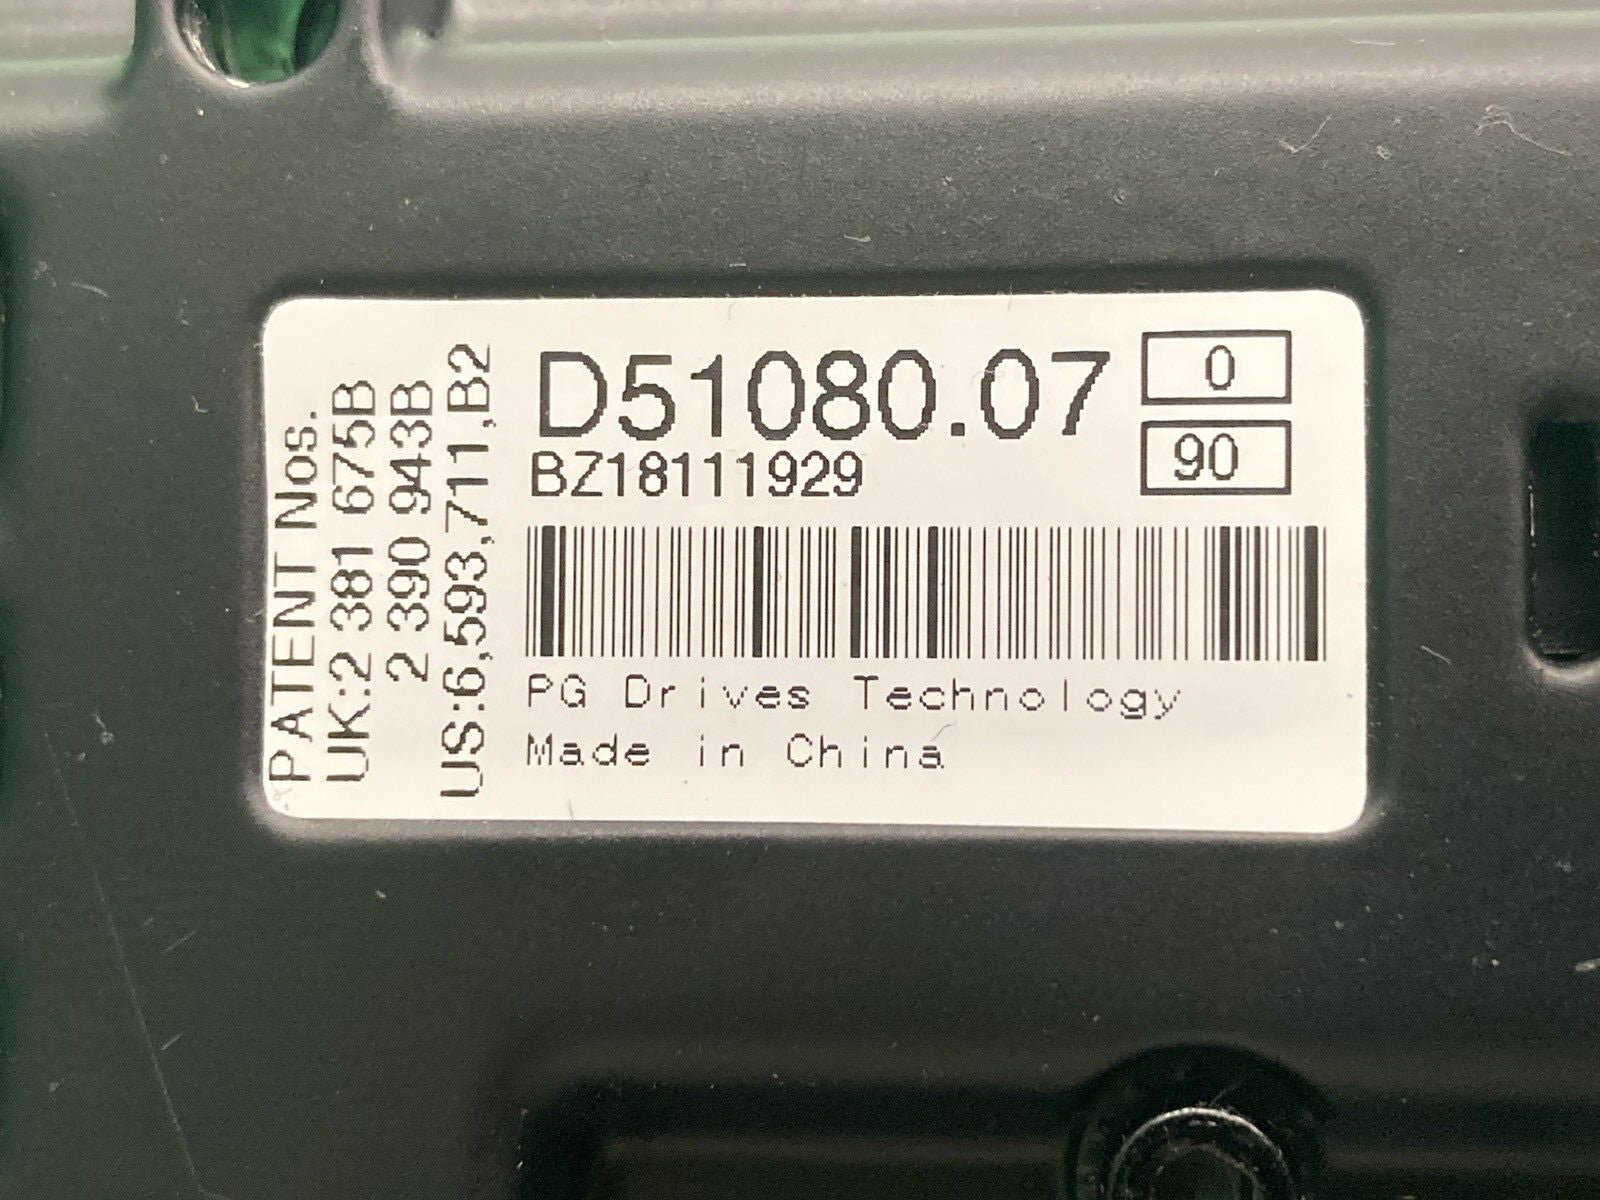 PATENT Nos.
UK:2 381 675B
2 390 943B
US:6,593,711,B2
D51080.07
0
BZ18111929
90
PG Drives Technology
Made in China